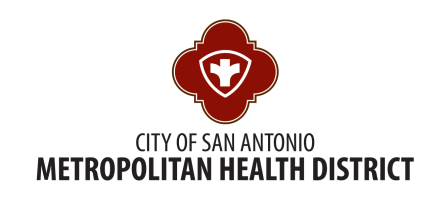 CITY OF SAN ANTONIO
METROPOLITAN HEALTH DISTRICT